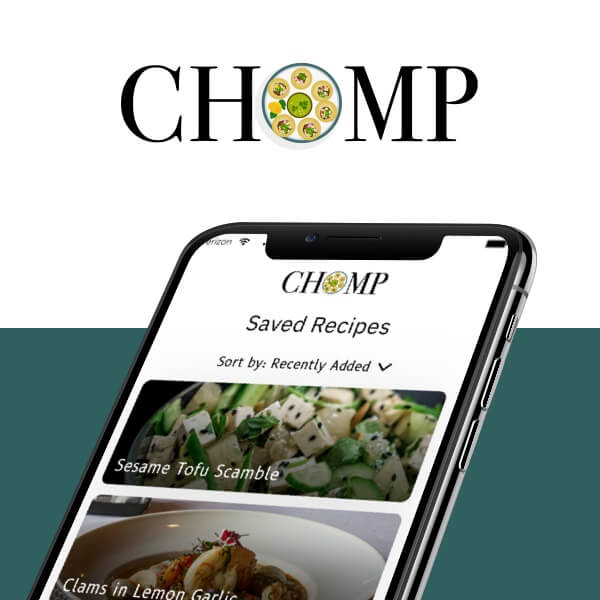 CHOMP
erizon
CHOMP
Saved Recipes
Sort by: Recently Added
Sesame Tofu Scamble
Clams in Lemon Garlic